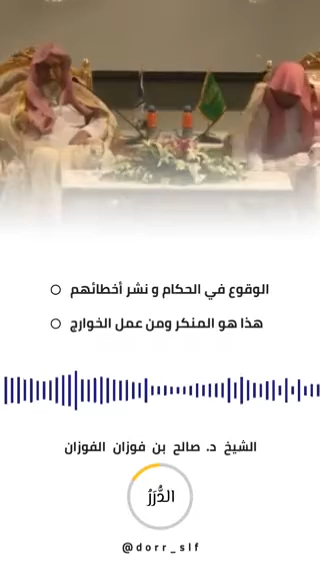 الوقوع في الحكام و نشر أخطائهم
هذا هو المنكر ومن عمل الخوارج
الشيخ د. صالح بن فوزان الفوزان
الدُّرَرُ
@dorr_slf